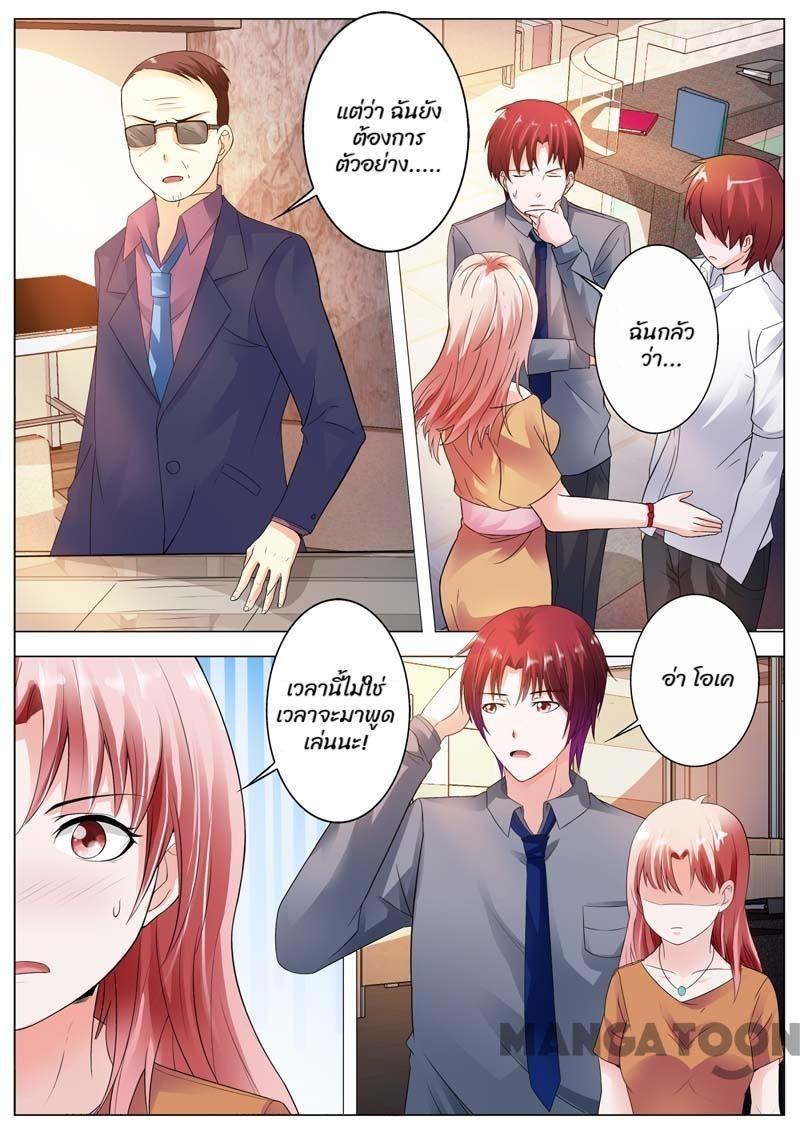 แต่ว่า ฉันยัง
ต้องการ
ตัวอย่าง.....
ฉันกลัว
ว่า...
เวลานี้ไม่ใช่
เวลาจะมาพูด
เล่นนะ!
อ่า โอเค
MANGATOON